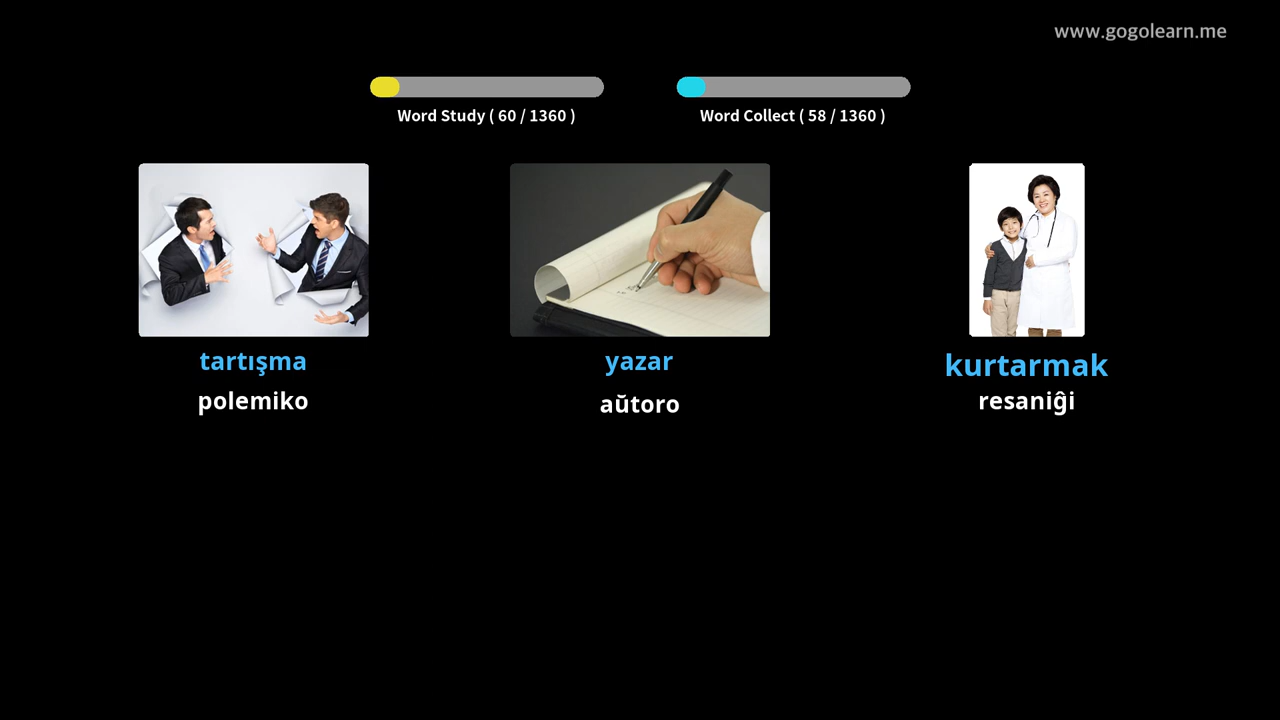 www.gogolearn.me
Word Study ( 60 / 1360 )
Word Collect ( 58 / 1360 )
tartışma
polemiko
yazar
aŭtoro
kurtarmak
resaniĝi